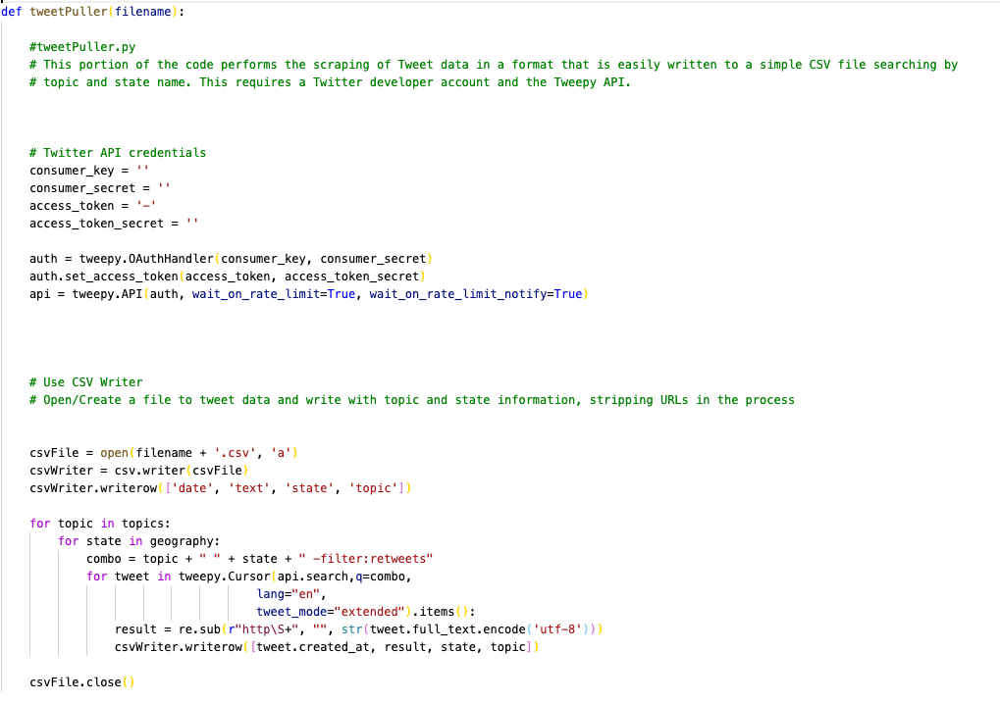 def tweetPuller(filename):
#tweetPuller.py
# This portion of the code performs the scraping of Tweet data in a format that is easily written to a simple CSV file searching by
# topic and state name. This requires a Twitter developer account and the Tweepy API.
# Twitter API credentials
consumer_key = ''
consumer_secret = ''
access_token = '-'
access_token_secret = ''
auth = tweepy.OAuthHandler(consumer_key, consumer_secret)
auth.set_access_token(access_token, access_token_secret)
api = tweepy.API(auth, wait_on_rate_limit=True, wait_on_rate_limit_notify=True)
# Use CSV Writer
# Open/Create a file to tweet data and write with topic and state information, stripping URLs in the process
csvFile = open(filename + '.csv', 'a')
csvWriter = csv.writer(csvFile)
csvWriter.writerow(['date', 'text', 'state', 'topic'])
for topic in topics:
for state in geography:
combo = topic + " " + state + " -filter:retweets"
for tweet in tweepy.Cursor(api.search,q=combo,
lang="en",
tweet_mode="extended").items():
result = re.sub(r"http\S+", "", str(tweet.full_text.encode('utf-8')))
csvWriter.writerow([tweet.created_at, result, state, topic])
csvFile.close()